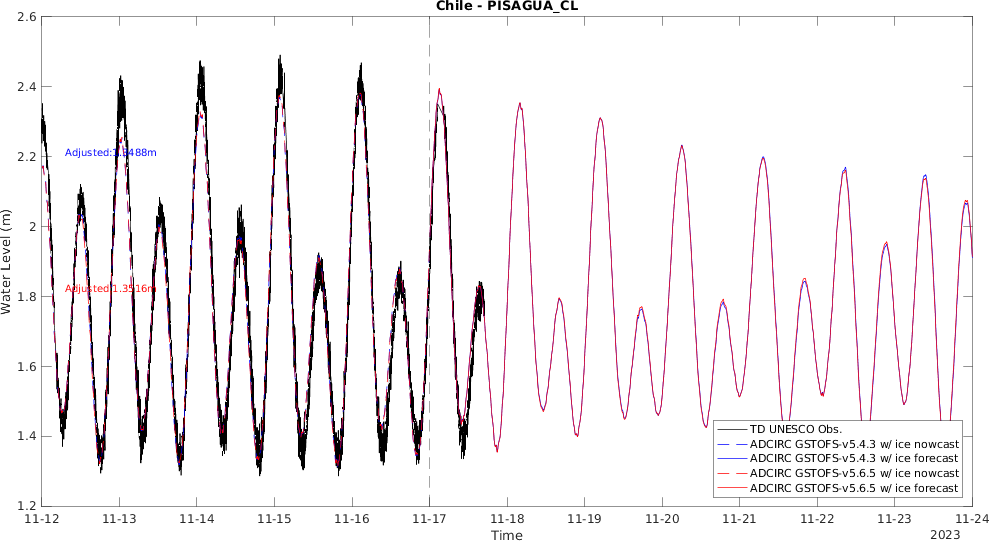 Chile - PISAGUA_CL
2.6
2.4
2.2
2
1.8
1.6
1.4
1.2
Water Level (m)
Adjusted:1.3488m
Adjusted:1.3516m
TD UNESCO Obs.
ADCIRC GSTOFS-v5.4.3 w/ ice nowcast
ADCIRC GSTOFS-v5.4.3 w/ ice forecast
ADCIRC GSTOFS-v5.6.5 w/ ice nowcast
ADCIRC GSTOFS-v5.6.5 w/ ice forecast
11-12 11-13 11-14 11-15 11-16 11-17 11-18 11-19 11-20 11-21 11-22 11-23 11-24
Time
2023